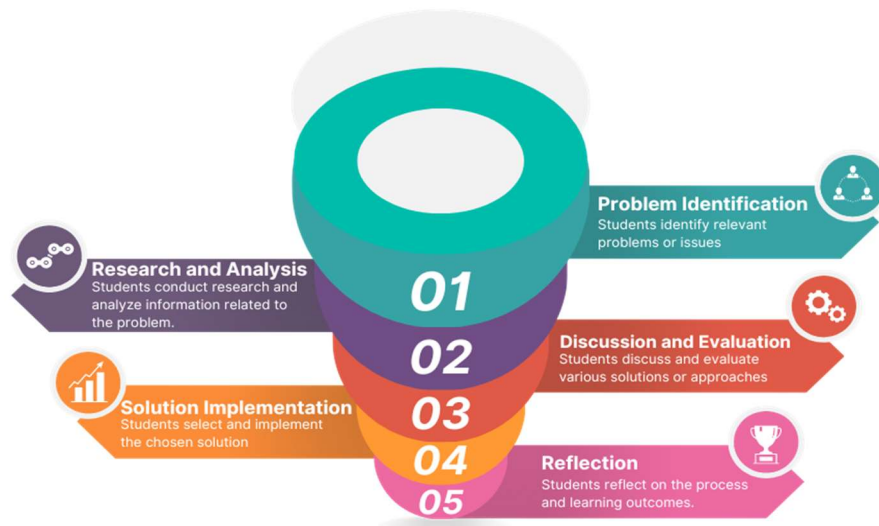 01
Problem Identification
Students identify relevant
problems or issues
02
Research and Analysis
Students conduct research and
analyze information related to
the problem.
03
Discussion and Evaluation
Students discuss and evaluate
various solutions or approaches
04
Solution Implementation
Students select and implement
the chosen solution
05
Reflection
Students reflect on the process
and learning outcomes.